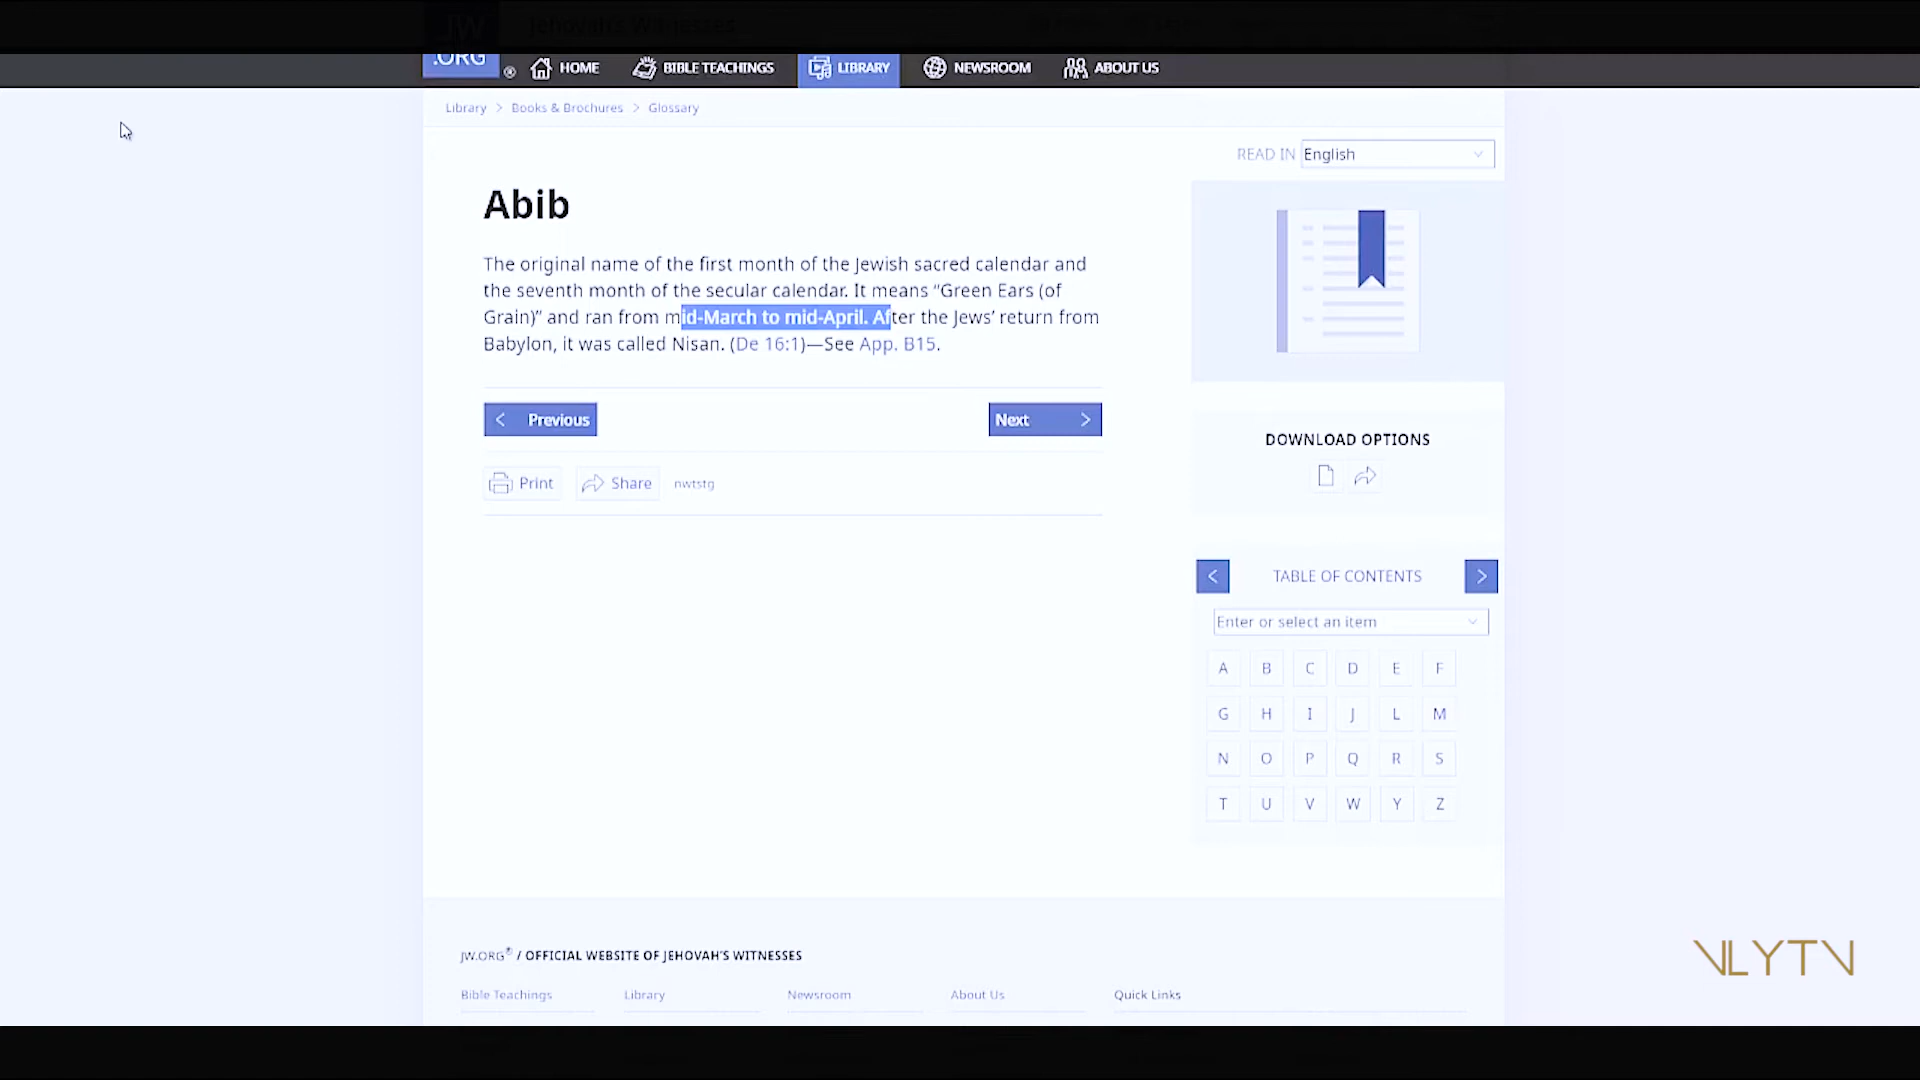 JW
Jehovah's Witnesses
.ORG ® HOME BIBLE TEACHINGS LIBRARY NEWSROOM ABOUT US
Library > Books & Brochures > Glossary
READ IN English
Abib
The original name of the first month of the Jewish sacred calendar and
the seventh month of the secular calendar. It means “Green Ears (of
Grain)” and ran from mid-March to mid-April. After the Jews’ return from
Babylon, it was called Nisan. (De 16:1)—See App. B15.
< Previous
Next >
Print Share nwtstg
DOWNLOAD OPTIONS
< TABLE OF CONTENTS >
Enter or select an item
A B C D E F
G H I J L M
N O P Q R S
T U V W Y Z
JW.ORG® / OFFICIAL WEBSITE OF JEHOVAH’S WITNESSES
Bible Teachings Library Newsroom About Us Quick Links
VLYTV